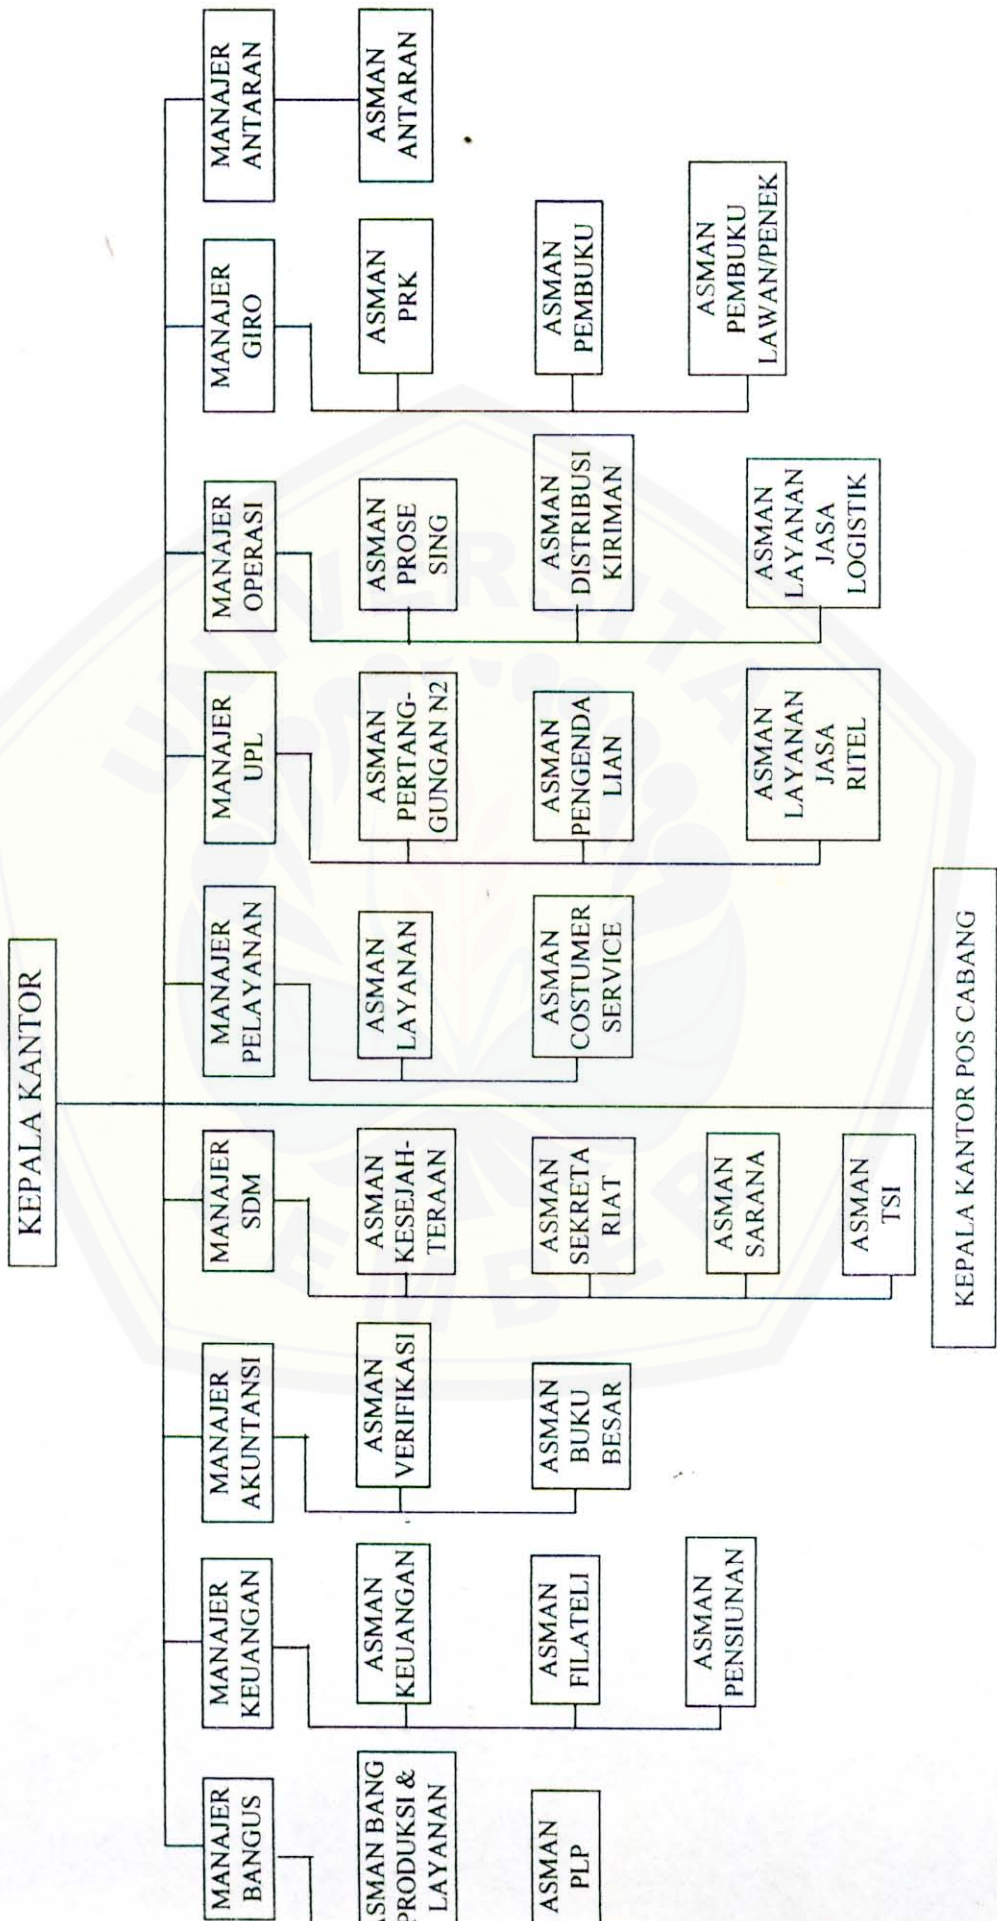 KEPALA KANTOR
MANAJER
BANGUS
MANAJER
KEUANGAN
MANAJER
AKUNTANSI
MANAJER
SDM
MANAJER
PELAYANAN
MANAJER
UPL
MANAJER
OPERASI
MANAJER
GIRO
MANAJER
ANTARAN
ASMAN BANG
PRODUKSI &
LAYANAN
ASMAN
KEUANGAN
ASMAN
VERIFIKASI
ASMAN
KESEJAH-
TERAAN
ASMAN
LAYANAN
ASMAN
PERTANG-
GUNGAN N2
ASMAN
PROSE
SING
ASMAN
PRK
ASMAN
ANTARAN
ASMAN
PLP
ASMAN
FILATELI
ASMAN
BUKU
BESAR
ASMAN
SEKRETA
RIAT
ASMAN
COSTUMER
SERVICE
ASMAN
PENGENDA
LIAN
ASMAN
DISTRIBUSI
KIRIMAN
ASMAN
PEMBUKU
ASMAN
PENSIUNAN
ASMAN
SARANA
ASMAN
LAYANAN
JASA
RITEL
ASMAN
LAYANAN
JASA
LOGISTIK
ASMAN
PEMBUKU
LAWAN/PENEK
ASMAN
TSI
KEPALA KANTOR POS CABANG
UNIVERSITAS
JEMBER